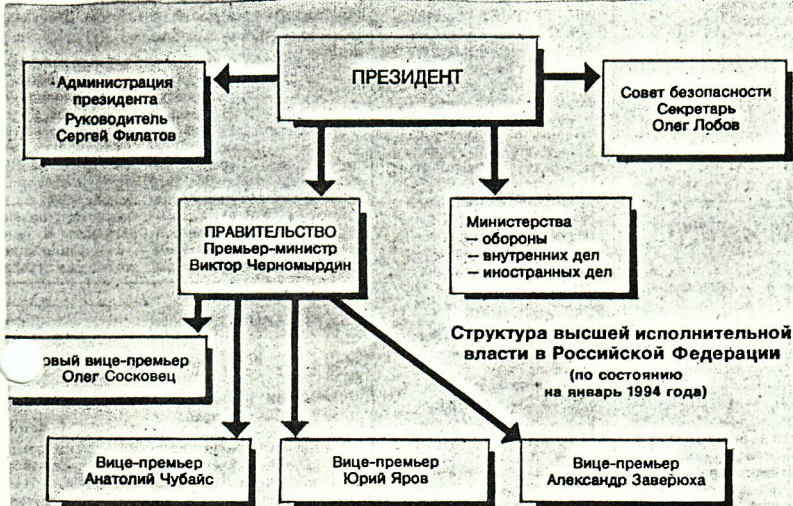 ПРЕЗИДЕНТ
Администрация
президента
Руководитель
Сергей Филатов
Совет безопасности
Секретарь
Олег Лобов
ПРАВИТЕЛЬСТВО
Премьер-министр
Виктор Черномырдин
Министерства
– обороны
– внутренних дел
– иностранных дел
Структура высшей исполнительной
власти в Российской Федерации
(по состоянию
на январь 1994 года)
вице-премьер
Олег Сосковец
Вице-премьер
Анатолий Чубайс
Вице-премьер
Юрий Яров
Вице-премьер
Александр Заверюха